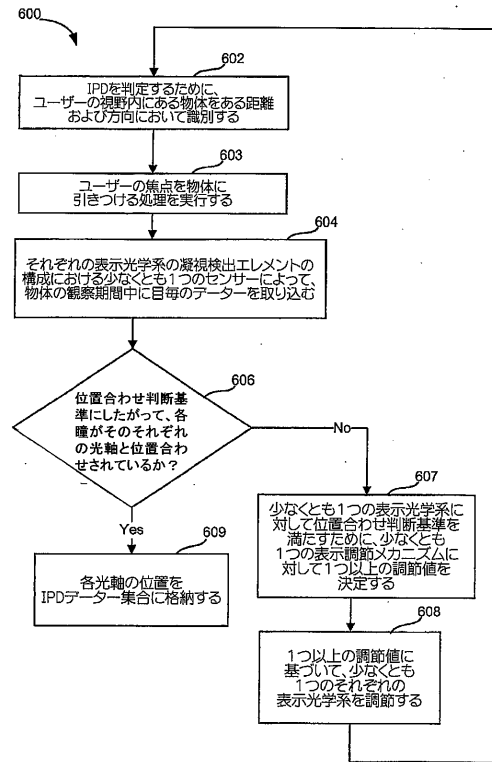 600
602
IPDを判定するために、
ユーザーの視野内にある物体をある距離
および方向において識別する
603
ユーザーの焦点を物体に
引きつける処理を実行する
604
それぞれの表示光学系の凝視検出エレメントの
構成における少なくとも1つのセンサーによって、
物体の観察期間中に目毎のデーターを取り込む
606
位置合わせ判断基
準にしたがって、各
瞳がそのそれぞれ
の光軸と位置合わ
せされているか？
No
Yes
607
少なくとも1つの表示光学系に
対して位置合わせ判断基準を
満たすために、少なくとも
1つの表示調節メカニズムに
対して1つ以上の調節値を
決定する
609
各光軸の位置を
IPDデーター集合に格納する
608
1つ以上の調節値に
基づいて、少なくとも
1つのそれぞれの
表示光学系を調節する